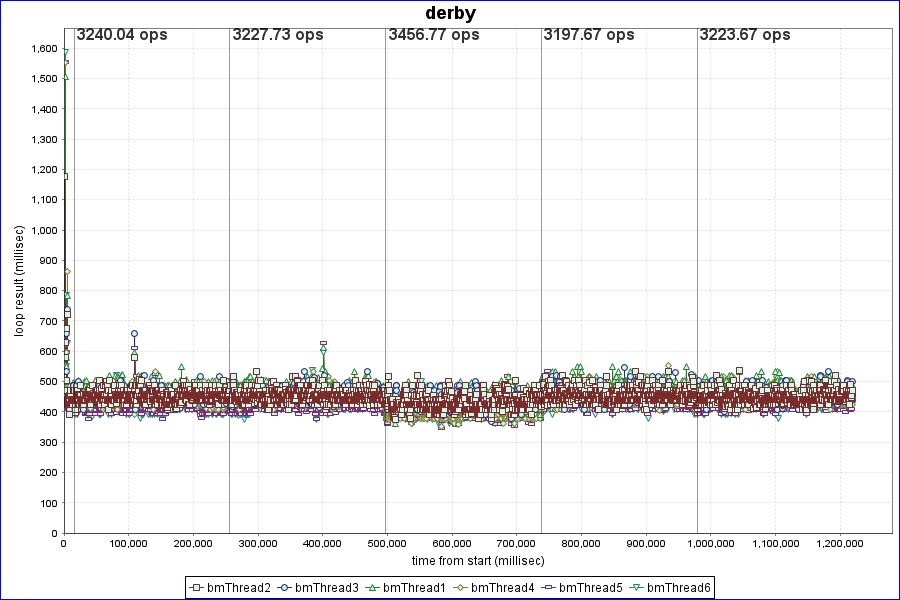 derby
3240.04 ops 3227.73 ops 3456.77 ops 3197.67 ops 3223.67 ops
1,600
1,500
1,400
1,300
1,200
1,100
1,000
900
800
700
600
500
400
300
200
100
0
loop result (millisec)
0 100,000 200,000 300,000 400,000 500,000 600,000 700,000 800,000 900,000 1,000,000 1,100,000 1,200,000
time from start (millisec)
bmThread2 bmThread3 bmThread1 bmThread4 bmThread5 bmThread6